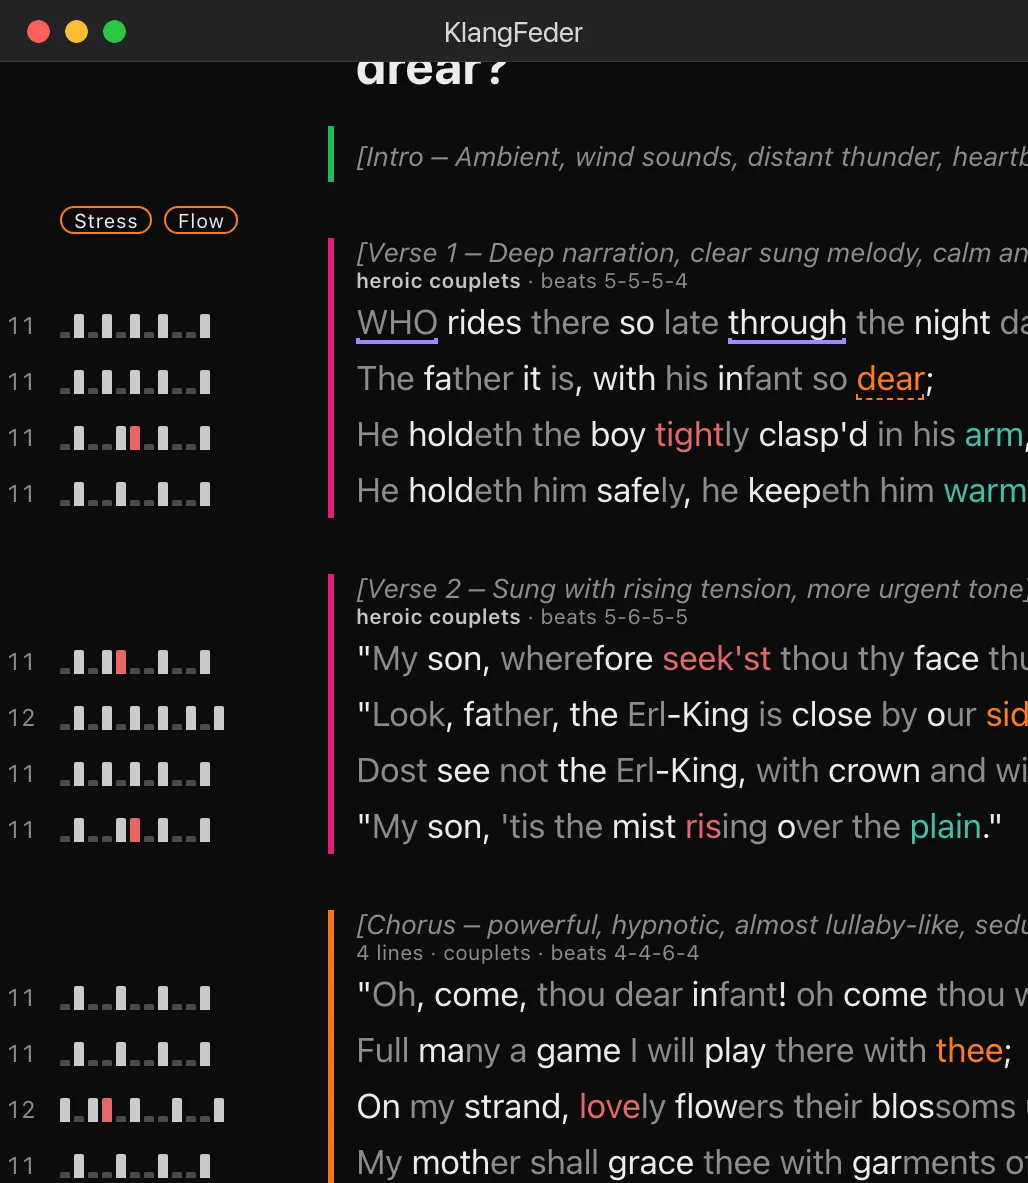 KlangFeder
drear?
[Intro — Ambient, wind sounds, distant thunder,
Stress Flow
[Verse 1 — Deep narration, clear sung melody, calm
heroic couplets · beats 5-5-5-4
11 WHO rides there so late through the night
11 The father it is, with his infant so dear;
11 He holdeth the boy tightly clasp'd in his arm,
11 He holdeth him safely, he keepeth him warm
[Verse 2 — Sung with rising tension, more urgent tone]
heroic couplets · beats 5-6-5-5
11 "My son, wherefore seek'st thou thy face
12 "Look, father, the Erl-King is close by our
11 Dost see not the Erl-King, with crown and
11 "My son, 'tis the mist rising over the plain."
[Chorus — powerful, hypnotic, almost lullaby-like,
4 lines · couplets · beats 4-4-6-4
11 "Oh, come, thou dear infant! oh come thou
11 Full many a game I will play there with thee;
12 On my strand, lovely flowers their blossoms
11 My mother shall grace thee with garments